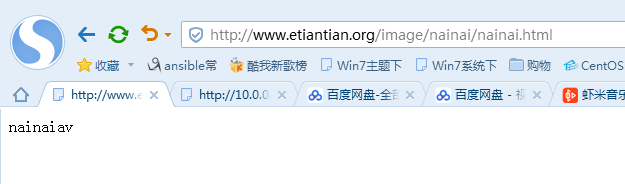 http://www.etiantian.org/image/nainai/nainai.html
收藏 ansible常 酷我新歌榜 Win7主题下 Win7系统下 购物 CentOS
http://www.e http://10.0.0 百度网盘-全部 百度网盘 - 视 虾米音乐
nainaiav